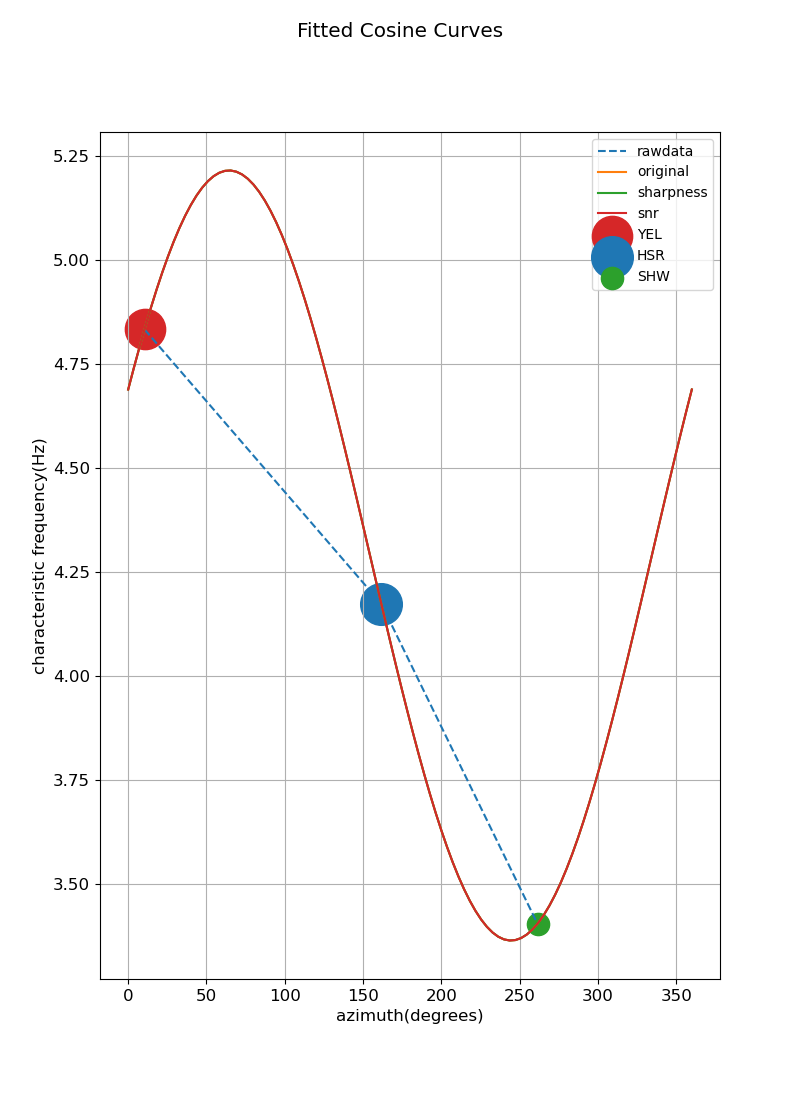 Fitted Cosine Curves
rawdata
original
sharpness
snr
YEL
HSR
SHW
5.25
5.00
4.75
4.50
4.25
4.00
3.75
3.50
characteristic frequency(Hz)
0 50 100 150 200 250 300 350
azimuth(degrees)